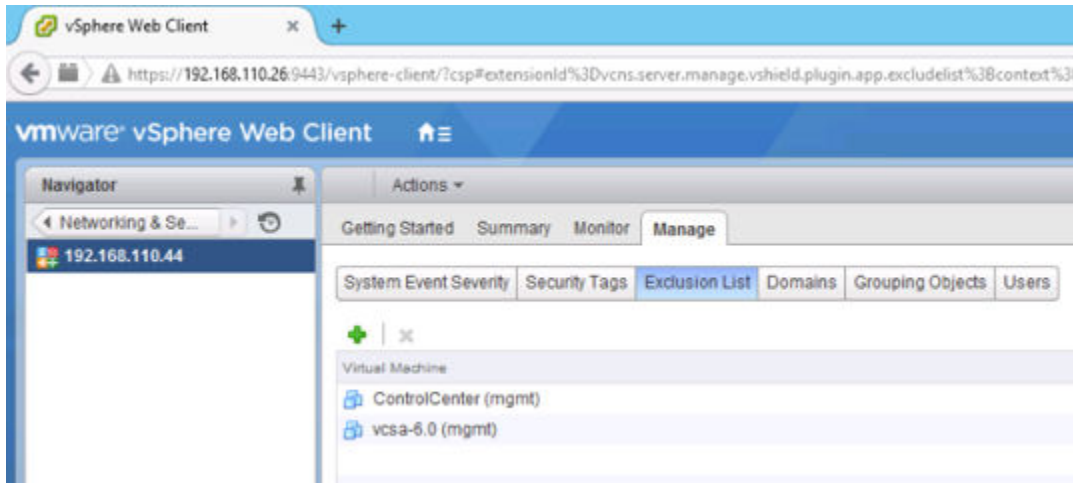 vSphere Web Client
https://192.168.110.26:9443/vsphere-client/?csp#extensionId%3Dvcns.server.manage.vshield.plugin.app.excludelist%3Bcontext%3
vmware® vSphere Web Client
Navigator
Actions
Networking & Se...
Getting Started Summary Monitor Manage
192.168.110.44
System Event Severity Security Tags Exclusion List Domains Grouping Objects Users
Virtual Machine
ControlCenter (mgmt)
vcsa-6.0 (mgmt)